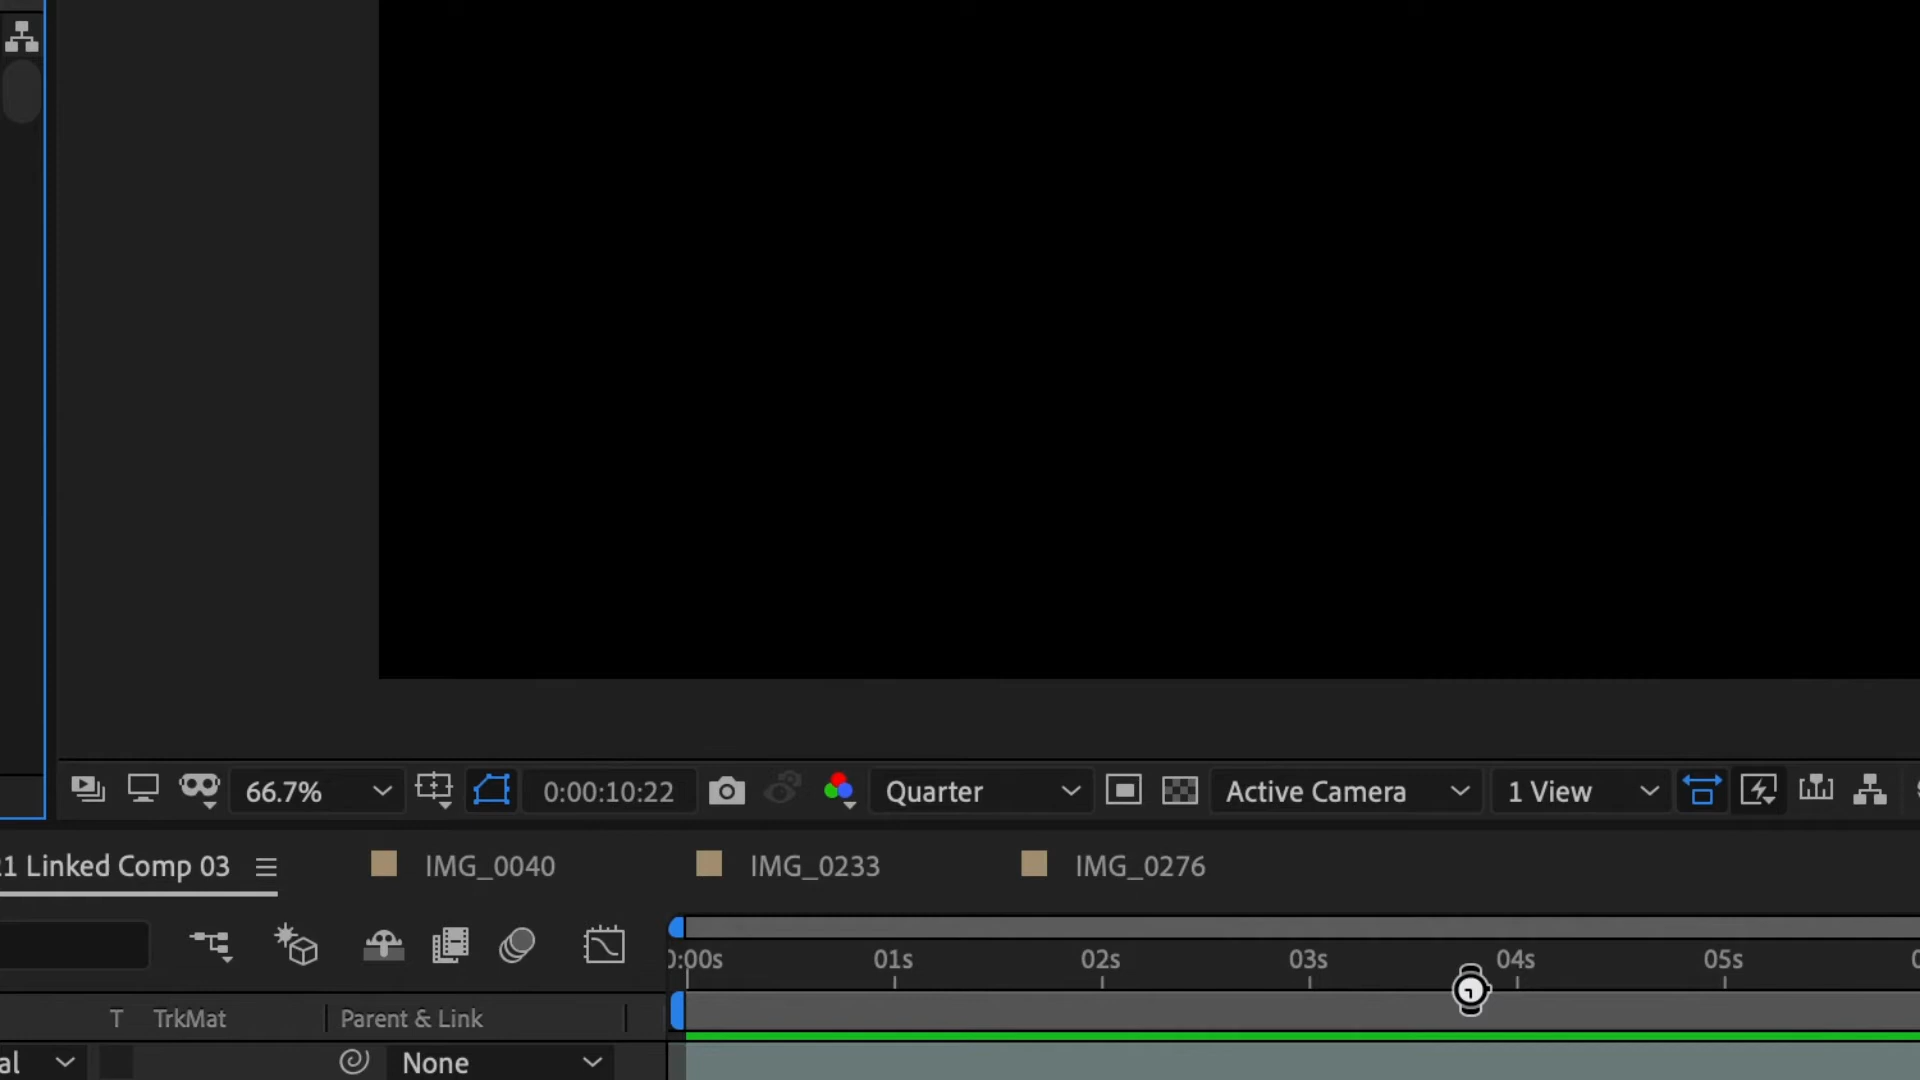 66.7%
0:00:10:22
Quarter
Active Camera
1 View
21 Linked Comp 03
IMG_0040
IMG_0233
IMG_0276
0:00s
01s
02s
03s
04s
05s
T
TrkMat
Parent & Link
al
None